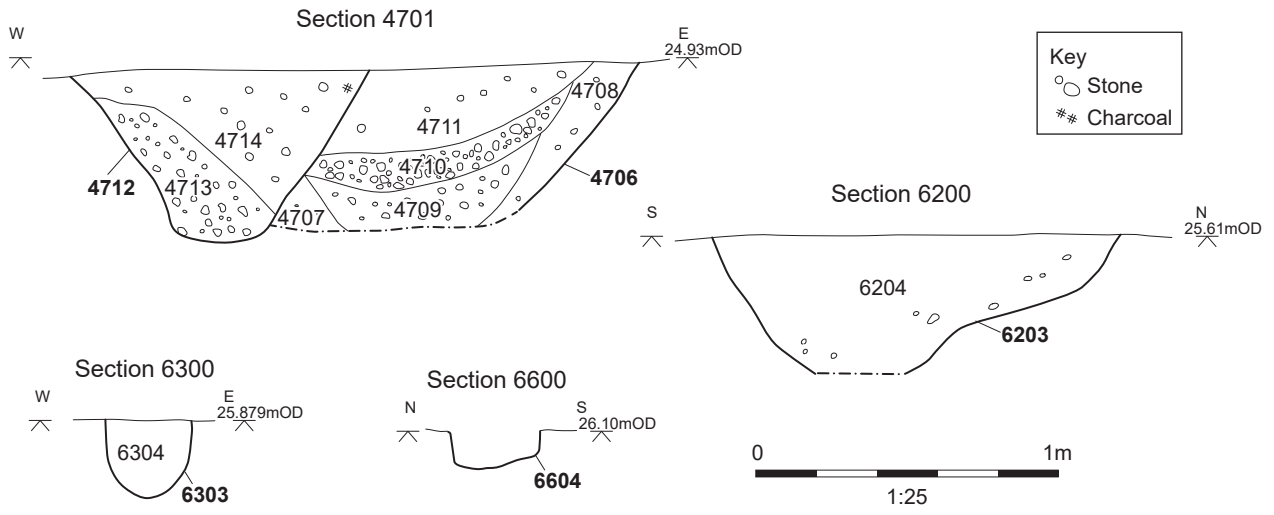 Section 4701
W
E
24.93mOD
4708
4714
4711
4710
4712
4713
4706
4707
4709
Key
Stone
Charcoal
Section 6200
S
N
25.61mOD
6204
6203
Section 6300
W
E
25.879mOD
6304
6303
Section 6600
N
S
26.10mOD
6604
0
1m
1:25